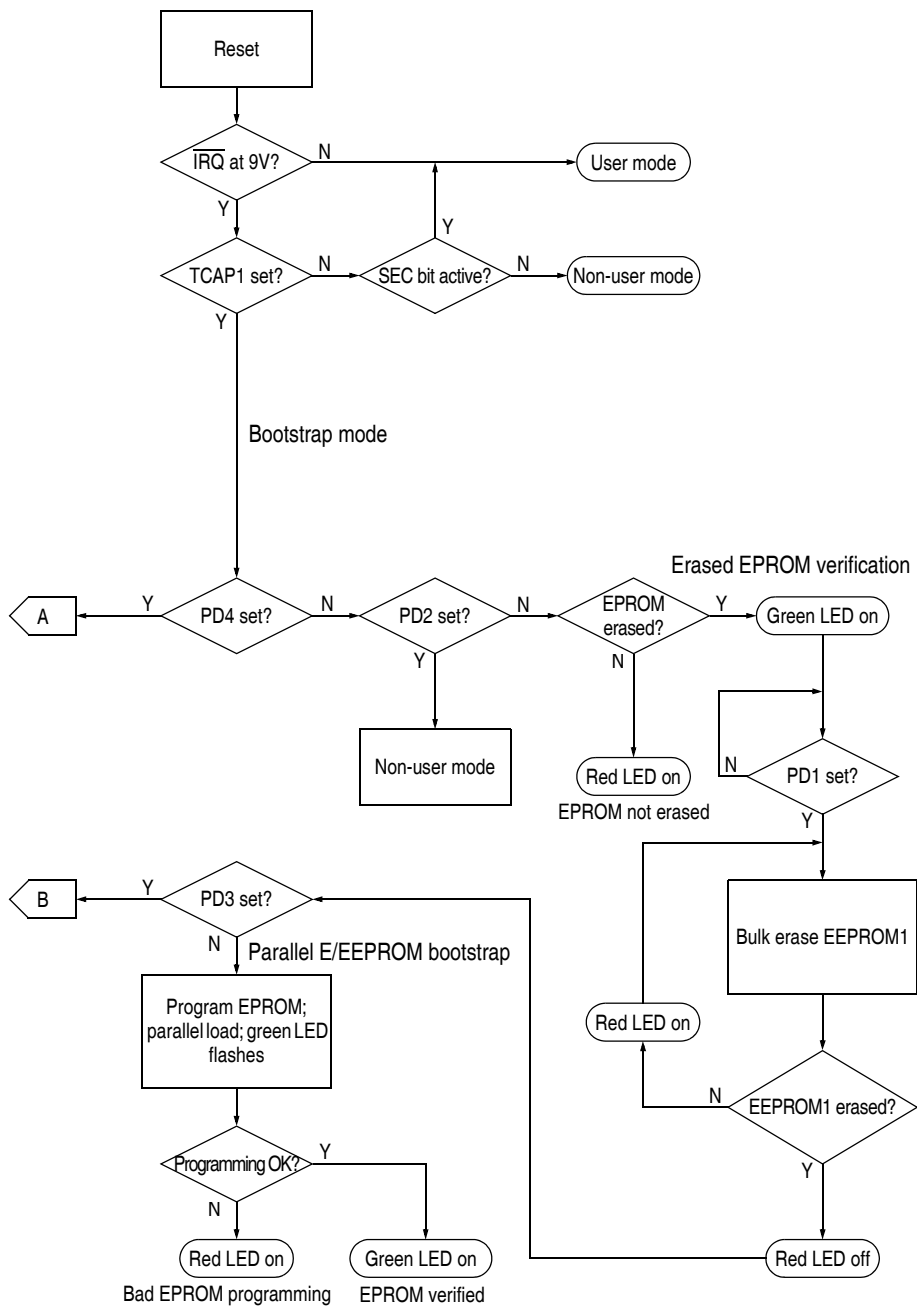 Reset
IRQ at 9V?
N
User mode
Y
Y
TCAP1 set?
N
SEC bit active?
N
Non-user mode
Y
Bootstrap mode
Erased EPROM verification
A
Y
PD4 set?
N
PD2 set?
N
EPROM
erased?
Y
Green LED on
Y
N
Non-user mode
Red LED on
EPROM not erased
N
PD1 set?
Y
B
Y
PD3 set?
N
Parallel E/EEPROM bootstrap
Bulk erase EEPROM1
Program EPROM;
parallel load; green LED
flashes
Red LED on
N
EEPROM1 erased?
Y
Programming OK?
Y
N
Red LED on
Bad EPROM programming
Green LED on
EPROM verified
Red LED off